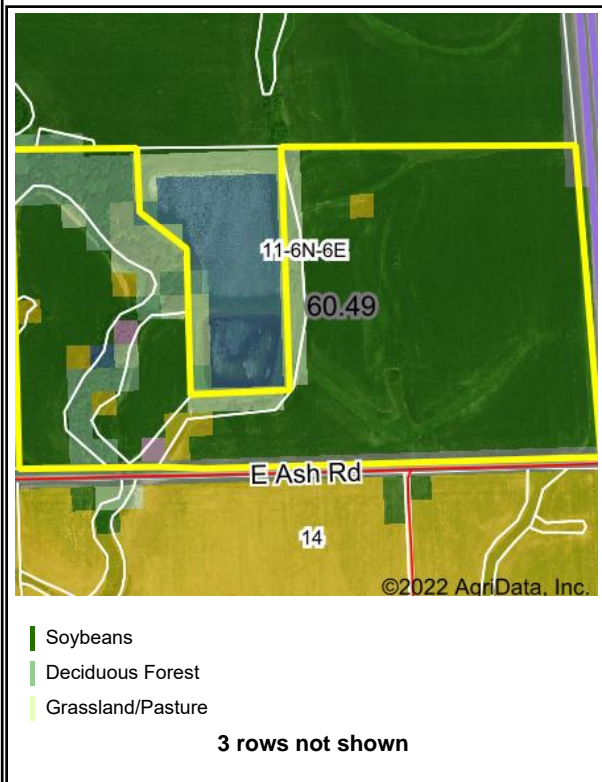 11-6N-6E
60.49
E Ash Rd
14
©2022 AgriData, Inc.
Soybeans
Deciduous Forest
Grassland/Pasture
3 rows not shown